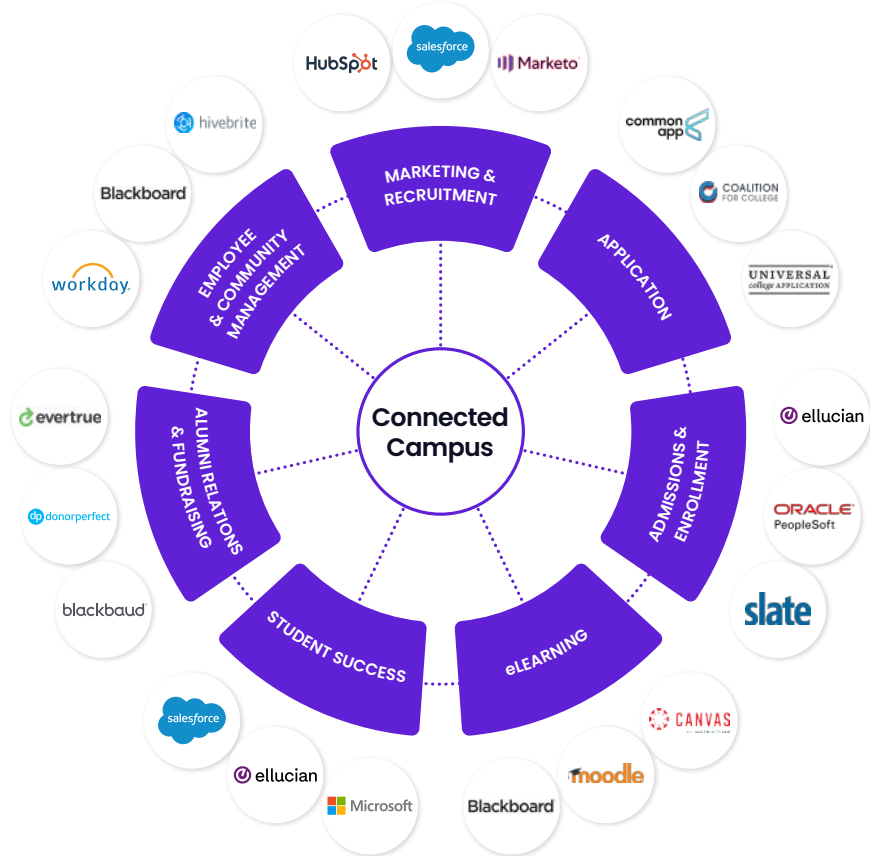 HubSpot
salesforce
Marketo
common
app
COALITION
FOR COLLEGE
UNIVERSAL
college APPLICATION
ellucian
ORACLE
PeopleSoft
slate
CANVAS
moodle
Blackboard
Microsoft
ellucian
salesforce
blackbaud
dp donorperfect
evertrue
workday
Blackboard
hivebrite
MARKETING &
RECRUITMENT
APPLICATION
ADMISSIONS &
ENROLLMENT
eLEARNING
STUDENT SUCCESS
ALUMNI RELATIONS
& FUNDRAISING
EMPLOYEE
& COMMUNITY
MANAGEMENT
Connected
Campus